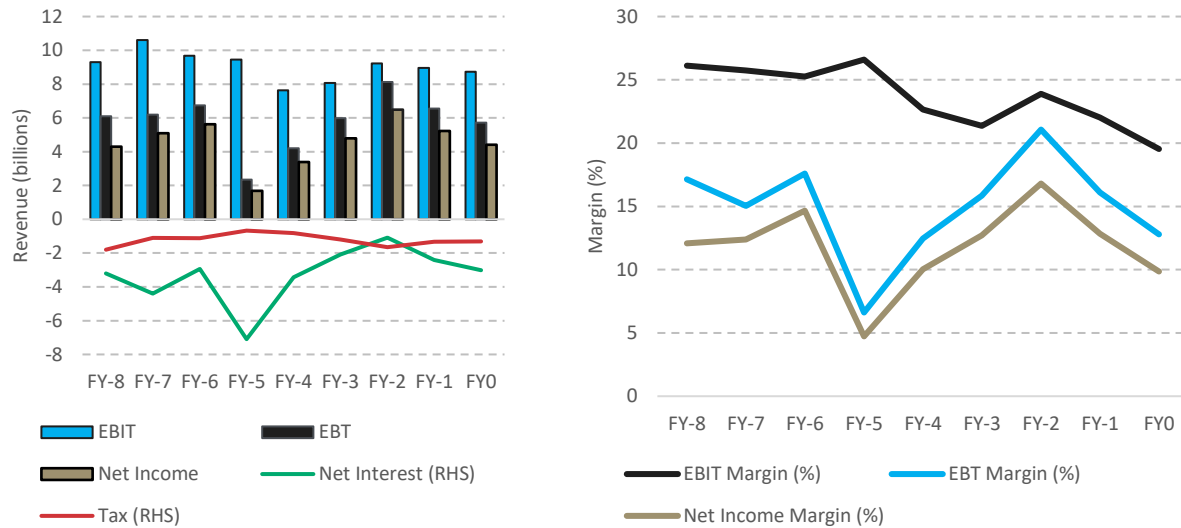 12
10
8
6
4
2
0
-2
-4
-6
-8
Revenue (billions)
FY-8 FY-7 FY-6 FY-5 FY-4 FY-3 FY-2 FY-1 FY0
EBIT EBT
Net Income Net Interest (RHS)
Tax (RHS)
30
25
20
15
10
5
0
Margin (%)
FY-8 FY-7 FY-6 FY-5 FY-4 FY-3 FY-2 FY-1 FY0
EBIT Margin (%) EBT Margin (%)
Net Income Margin (%)